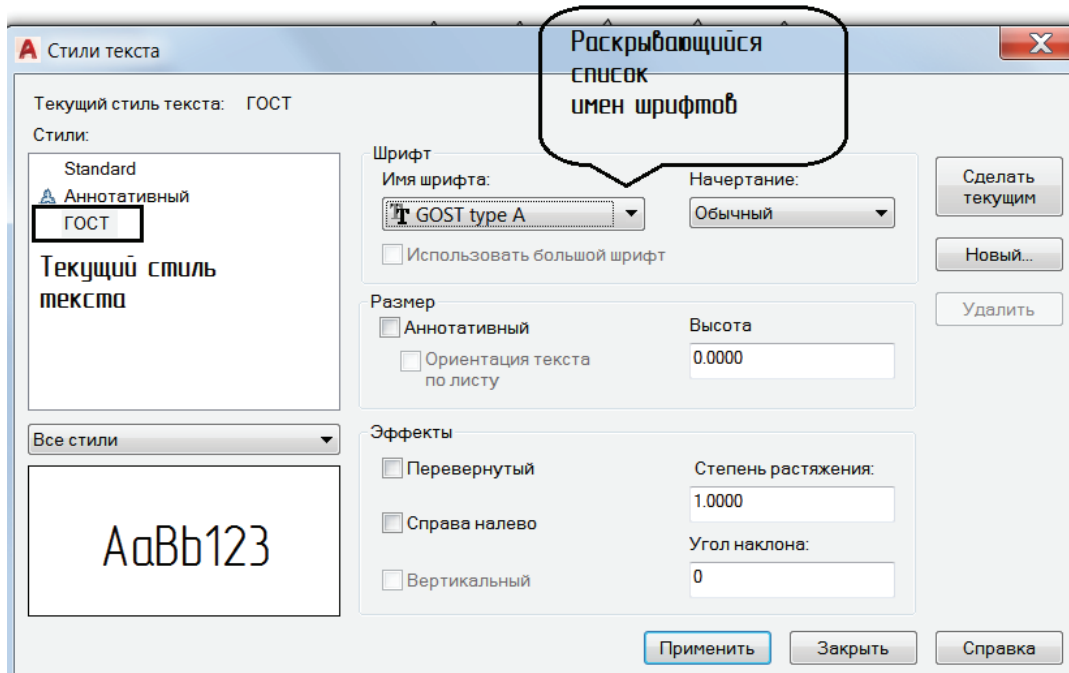 Стили текста
Раскрывающийся
список
имен шрифтов
X
Текущий стиль текста: ГОСТ
Стили:
Standard
Аннотативный
ГОСТ
Текущий стиль
текста
Все стили
AaBb123
Шрифт
Имя шрифта:
GOST type A
Использовать большой шрифт
Начертание:
Обычный
Размер
Аннотативный
Ориентация текста
по листу
Высота
0.0000
Эффекты
Перевернутый
Справа налево
Вертикальный
Степень растяжения:
1.0000
Угол наклона:
0
Сделать
текущим
Новый...
Удалить
Применить
Закрыть
Справка